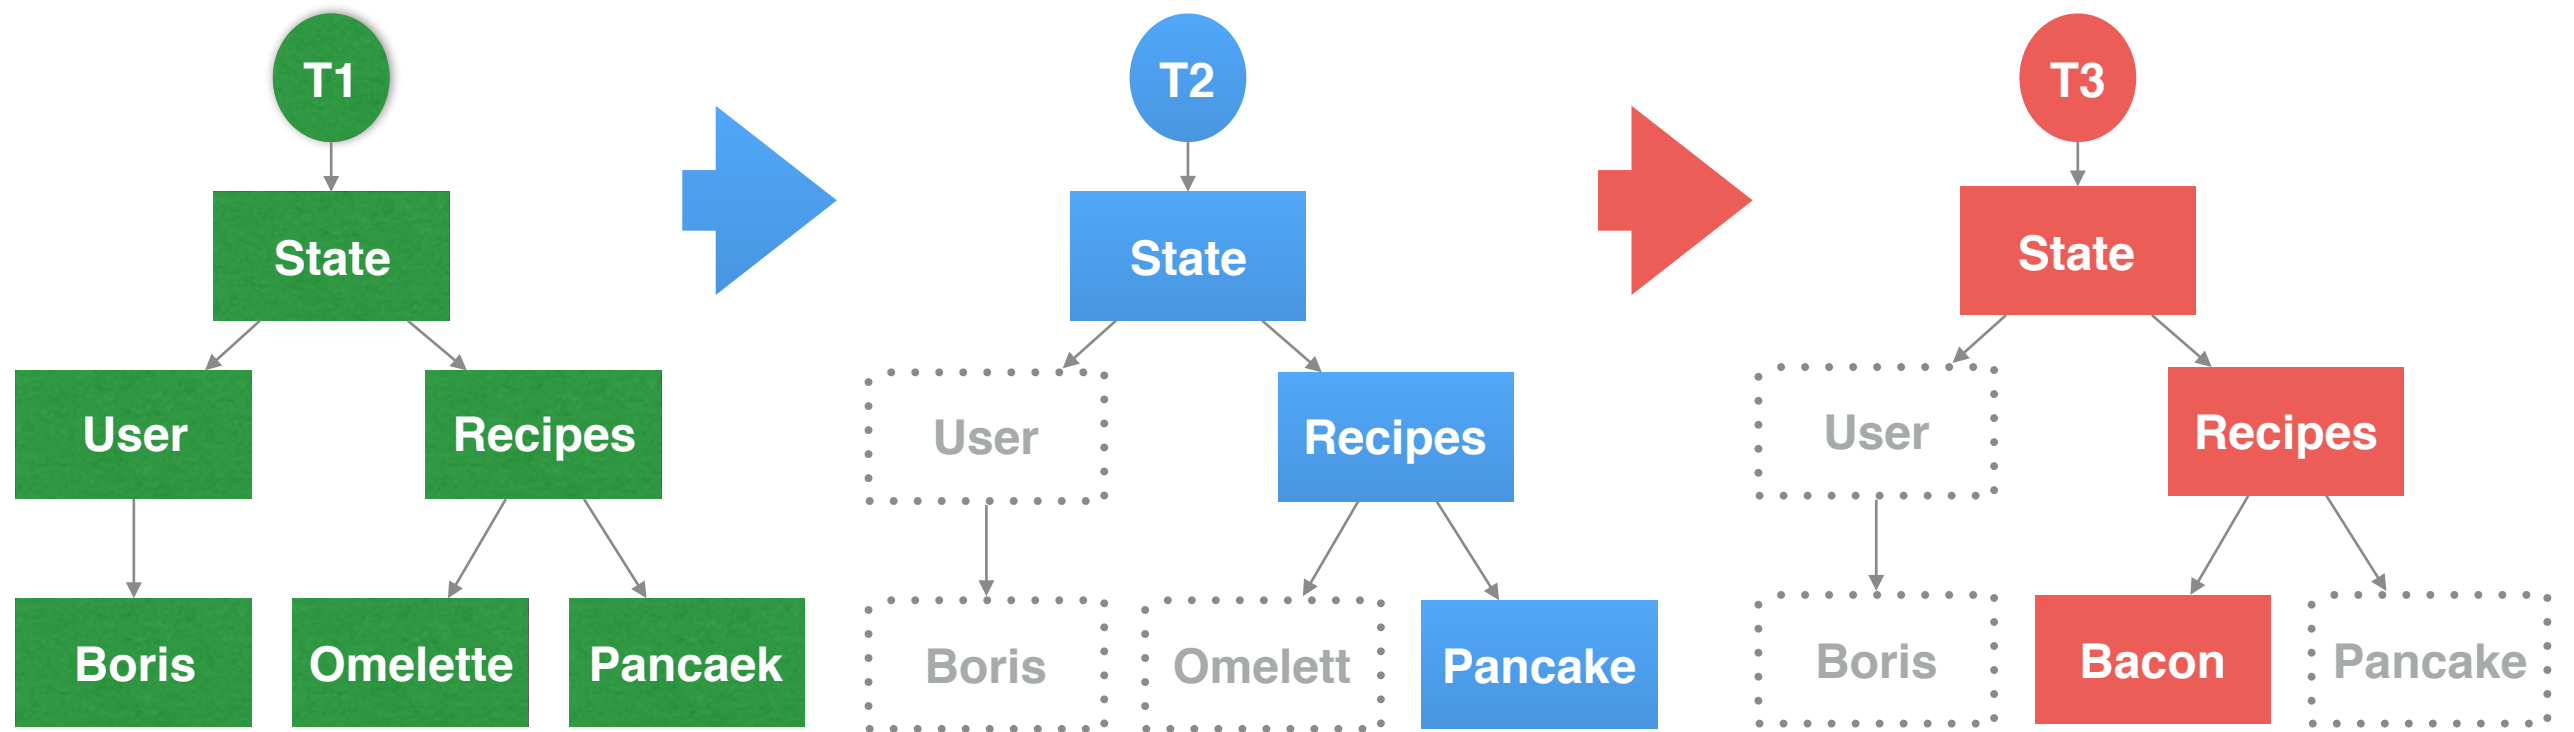 T1
State
User
Recipes
Boris
Omelette
Pancaek
T2
State
User
Recipes
Boris
Omelett
Pancake
T3
State
User
Recipes
Boris
Bacon
Pancake